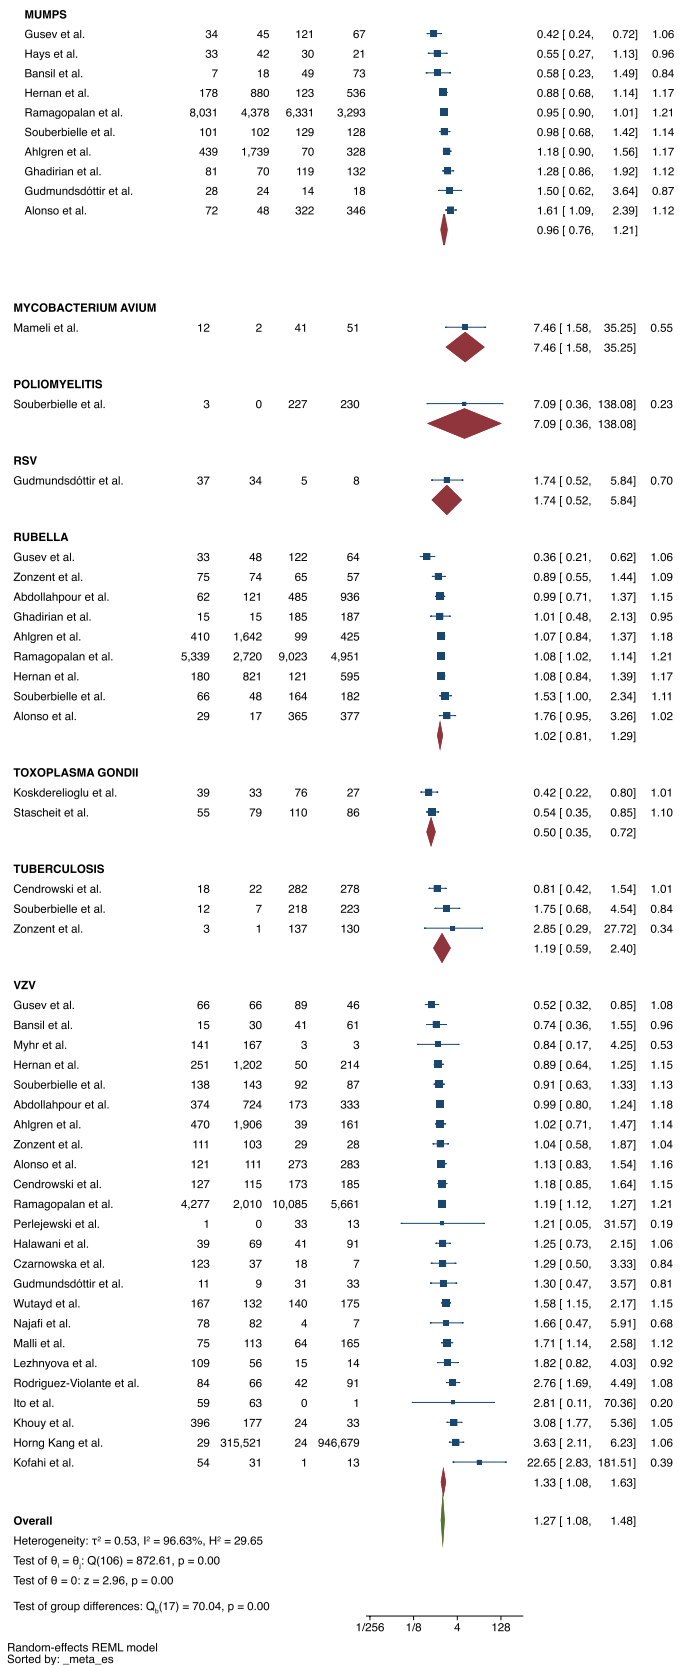 MUMPS
Gusev et al. 34 45 121 67 0.42 [ 0.24, 0.72] 1.06
Hays et al. 33 42 30 21 0.55 [ 0.27, 1.13] 0.96
Bansil et al. 7 18 49 73 0.58 [ 0.23, 1.49] 0.84
Hernan et al. 178 880 123 536 0.88 [ 0.68, 1.14] 1.17
Ramagopalan et al. 8,031 4,378 6,331 3,293 0.95 [ 0.90, 1.01] 1.21
Souberbielle et al. 101 102 129 128 0.98 [ 0.68, 1.42] 1.14
Ahlgren et al. 439 1,739 70 328 1.18 [ 0.90, 1.56] 1.17
Ghadirian et al. 81 70 119 132 1.28 [ 0.86, 1.92] 1.12
Gudmundsdóttir et al. 28 24 14 18 1.50 [ 0.62, 3.64] 0.87
Alonso et al. 72 48 322 346 1.61 [ 1.09, 2.39] 1.12
0.96 [ 0.76, 1.21]
MYCOBACTERIUM AVIUM
Mameli et al. 12 2 41 51 7.46 [ 1.58, 35.25] 0.55
7.46 [ 1.58, 35.25]
POLIOMYELITIS
Souberbielle et al. 3 0 227 230 7.09 [ 0.36, 138.08] 0.23
7.09 [ 0.36, 138.08]
RSV
Gudmundsdóttir et al. 37 34 5 8 1.74 [ 0.52, 5.84] 0.70
1.74 [ 0.52, 5.84]
RUBELLA
Gusev et al. 33 48 122 64 0.36 [ 0.21, 0.62] 1.06
Zonzent et al. 75 74 65 57 0.89 [ 0.55, 1.44] 1.09
Abdollahpour et al. 62 121 485 936 0.99 [ 0.71, 1.37] 1.15
Ghadirian et al. 15 15 185 187 1.01 [ 0.48, 2.13] 0.95
Ahlgren et al. 410 1,642 99 425 1.07 [ 0.84, 1.37] 1.18
Ramagopalan et al. 5,339 2,720 9,023 4,951 1.08 [ 1.02, 1.14] 1.21
Hernan et al. 180 821 121 595 1.08 [ 0.84, 1.39] 1.17
Souberbielle et al. 66 48 164 182 1.53 [ 1.00, 2.34] 1.11
Alonso et al. 29 17 365 377 1.76 [ 0.95, 3.26] 1.02
1.02 [ 0.81, 1.29]
TOXOPLASMA GONDII
Koskderelioglu et al. 39 33 76 27 0.42 [ 0.22, 0.80] 1.01
Stascheit et al. 55 79 110 86 0.54 [ 0.35, 0.85] 1.10
0.50 [ 0.35, 0.72]
TUBERCULOSIS
Cendrowski et al. 18 22 282 278 0.81 [ 0.42, 1.54] 1.01
Souberbielle et al. 12 7 218 223 1.75 [ 0.68, 4.54] 0.84
Zonzent et al. 3 1 137 130 2.85 [ 0.29, 27.72] 0.34
1.19 [ 0.59, 2.40]
VZV
Gusev et al. 66 66 89 46 0.52 [ 0.32, 0.85] 1.08
Bansil et al. 15 30 41 61 0.74 [ 0.36, 1.55] 0.96
Myhr et al. 141 167 3 3 0.84 [ 0.17, 4.25] 0.53
Hernan et al. 251 1,202 50 214 0.89 [ 0.64, 1.25] 1.15
Souberbielle et al. 138 143 92 87 0.91 [ 0.63, 1.33] 1.13
Abdollahpour et al. 374 724 173 333 0.99 [ 0.80, 1.24] 1.18
Ahlgren et al. 470 1,906 39 161 1.02 [ 0.71, 1.47] 1.14
Zonzent et al. 111 103 29 28 1.04 [ 0.58, 1.87] 1.04
Alonso et al. 121 111 273 283 1.13 [ 0.83, 1.54] 1.16
Cendrowski et al. 127 115 173 185 1.18 [ 0.85, 1.64] 1.15
Ramagopalan et al. 4,277 2,010 10,085 5,661 1.19 [ 1.12, 1.27] 1.21
Perlejewski et al. 1 0 33 13 1.21 [ 0.05, 31.57] 0.19
Halawani et al. 39 69 41 91 1.25 [ 0.73, 2.15] 1.06
Czarnowska et al. 123 37 18 7 1.29 [ 0.50, 3.33] 0.84
Gudmundsdóttir et al. 11 9 31 33 1.30 [ 0.47, 3.57] 0.81
Wutayd et al. 167 132 140 175 1.58 [ 1.15, 2.17] 1.15
Najafi et al. 78 82 4 7 1.66 [ 0.47, 5.91] 0.68
Malli et al. 75 113 64 165 1.71 [ 1.14, 2.58] 1.12
Lezhnyova et al. 109 56 15 14 1.82 [ 0.82, 4.03] 0.92
Rodriguez-Violante et al. 84 66 42 91 2.76 [ 1.69, 4.49] 1.08
Ito et al. 59 63 0 1 2.81 [ 0.11, 70.36] 0.20
Khouy et al. 396 177 24 33 3.08 [ 1.77, 5.36] 1.05
Horng Kang et al. 29 315,521 24 946,679 3.63 [ 2.11, 6.23] 1.06
Kofahi et al. 54 31 1 13 22.65 [ 2.83, 181.51] 0.39
1.33 [ 1.08, 1.63]
Overall 1.27 [ 1.08, 1.48]
Heterogeneity: τ² = 0.53, I² = 96.63%, H² = 29.65
Test of θᵢ = θⱼ: Q(106) = 872.61, p = 0.00
Test of θ = 0: z = 2.96, p = 0.00
Test of group differences: Q_b(17) = 70.04, p = 0.00
1/256 1/8 4 128
Random-effects REML model
Sorted by: _meta_es